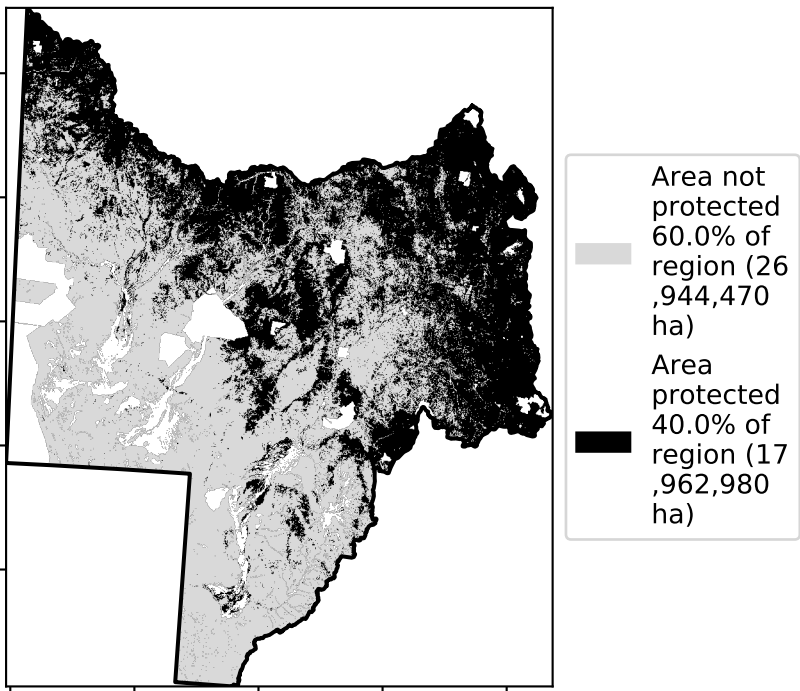 Area not
protected
60.0% of
region (26
,944,470
ha)
Area
protected
40.0% of
region (17
,962,980
ha)